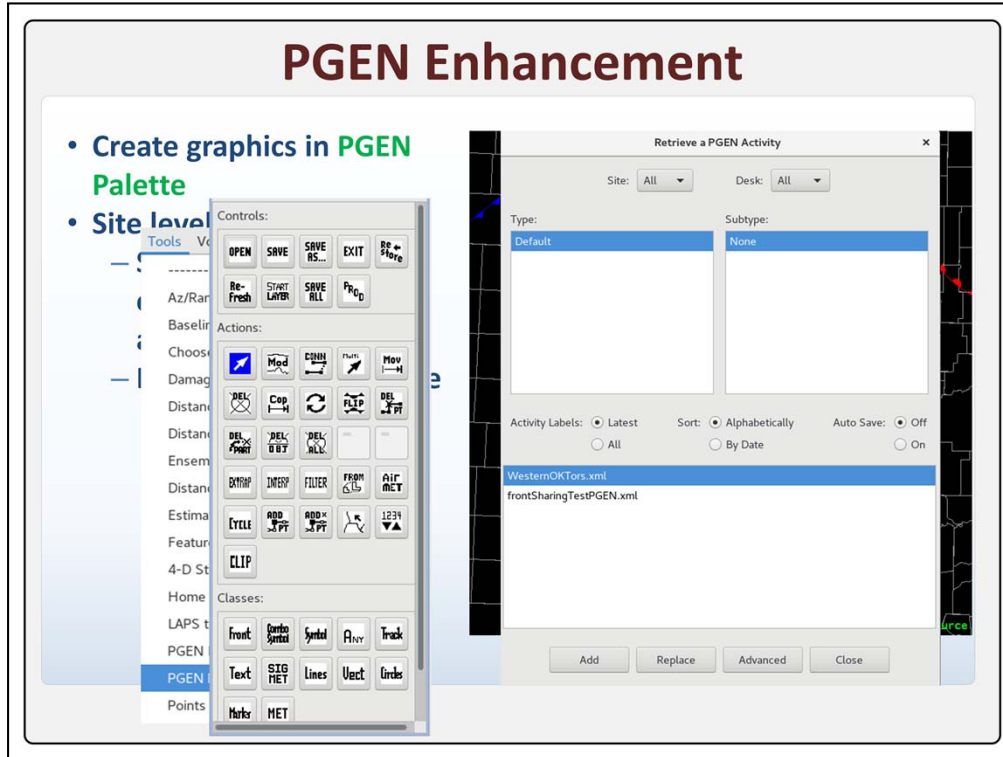 PGEN Enhancement
• Create graphics in PGEN
Palette
• Site level
Tools
– S
– 
e
-------
Az/Ran
Baselin
Choose
Damag
Distanc
Distanc
Ensem
Distanc
Estima
Feature
4-D St
Home
LAPS t
PGEN
PGEN
Points
Controls:
OPEN SAVE SAVE AS... EXIT Re store
Re-Fresh START LAYER SAVE ALL PROD
Actions:
Mod CONN Multi Mov
DEL Cop FLIP DEL PT
DEL PART DEL OBJ DEL ALL
EXTRAP INTERP FILTER FROM AIR MET
CYCLE ADD PT ADD× PT 1234
CLIP
Classes:
Front Combo Symbol Symbol ANY Track
Text SIG MET Lines Vect Circles
Marker MET
Retrieve a PGEN Activity ×
Site: All Desk: All
Type: Subtype:
Default None
Activity Labels: Latest Sort: Alphabetically Auto Save: Off
All By Date On
WesternOKTors.xml
frontSharingTestPGEN.xml
Add Replace Advanced Close
urce